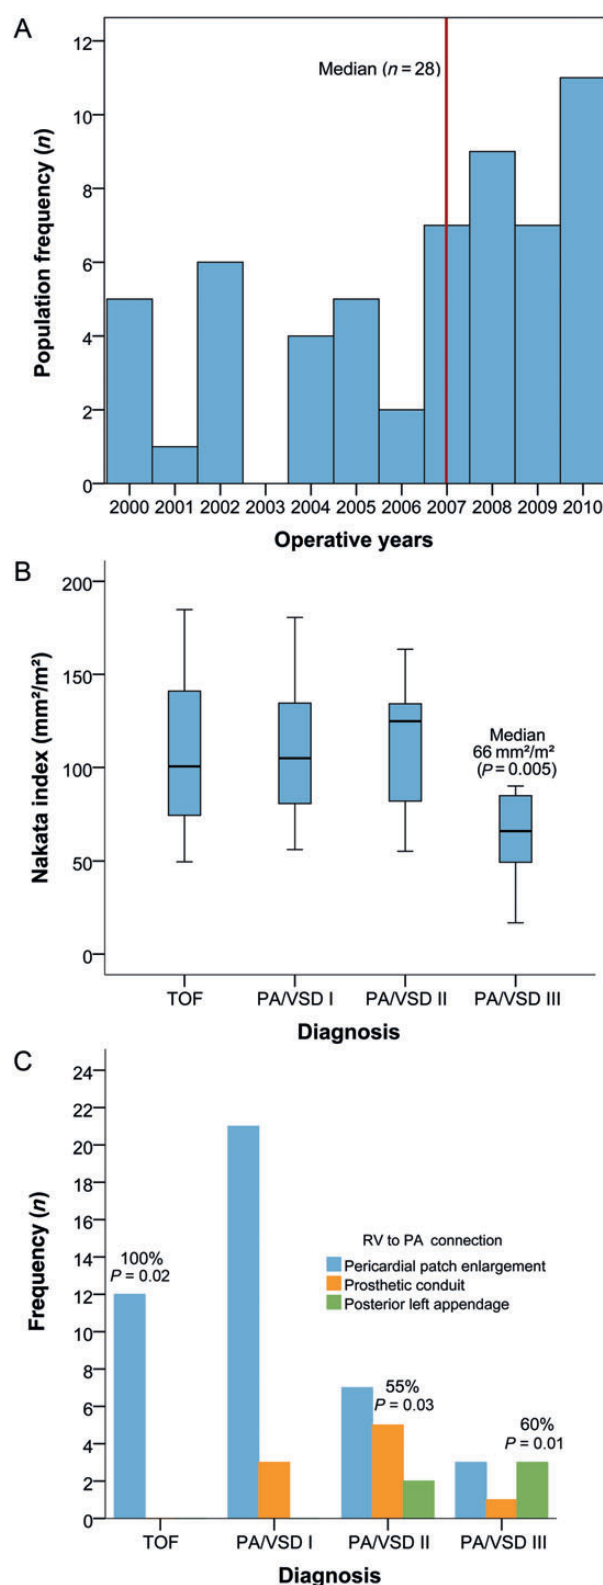 A
12
10
8
6
4
2
0
Population frequency (n)
Median (n = 28)
2000 2001 2002 2003 2004 2005 2006 2007 2008 2009 2010
Operative years
B
200
150
100
50
0
Nakata index (mm²/m²)
Median
66 mm²/m²
(P = 0.005)
TOF PA/VSD I PA/VSD II PA/VSD III
Diagnosis
C
24
22
20
18
16
14
12
10
8
6
4
2
0
Frequency (n)
RV to PA connection
Pericardial patch enlargement
Prosthetic conduit
Posterior left appendage
100%
P = 0.02
55%
P = 0.03
60%
P = 0.01
TOF PA/VSD I PA/VSD II PA/VSD III
Diagnosis